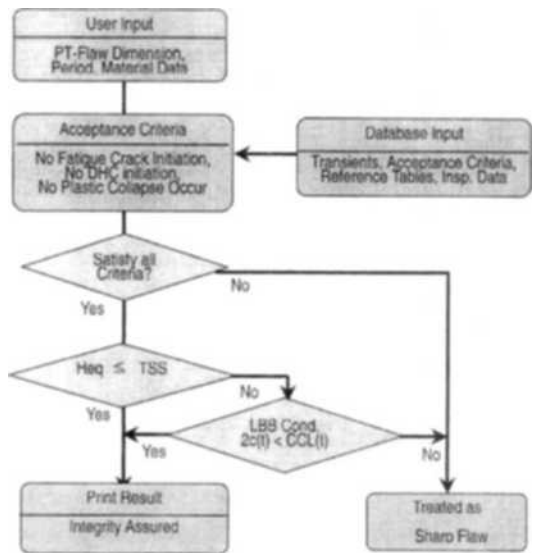 User Input
PT-Flaw Dimension,
Period, Material Data
Acceptance Criteria
No Fatigue Crack Initiation,
No DHC initiation,
No Plastic Collapse Occur
Database Input
Transients, Acceptance Criteria,
Reference Tables, Insp. Data
Satisfy all
Criteria?
No
Yes
Heq ≤ TSS
No
Yes
LBB Cond.
2c(t) < CCL(t)
Yes
No
Print Result
Integrity Assured
Treated as
Sharp Flaw